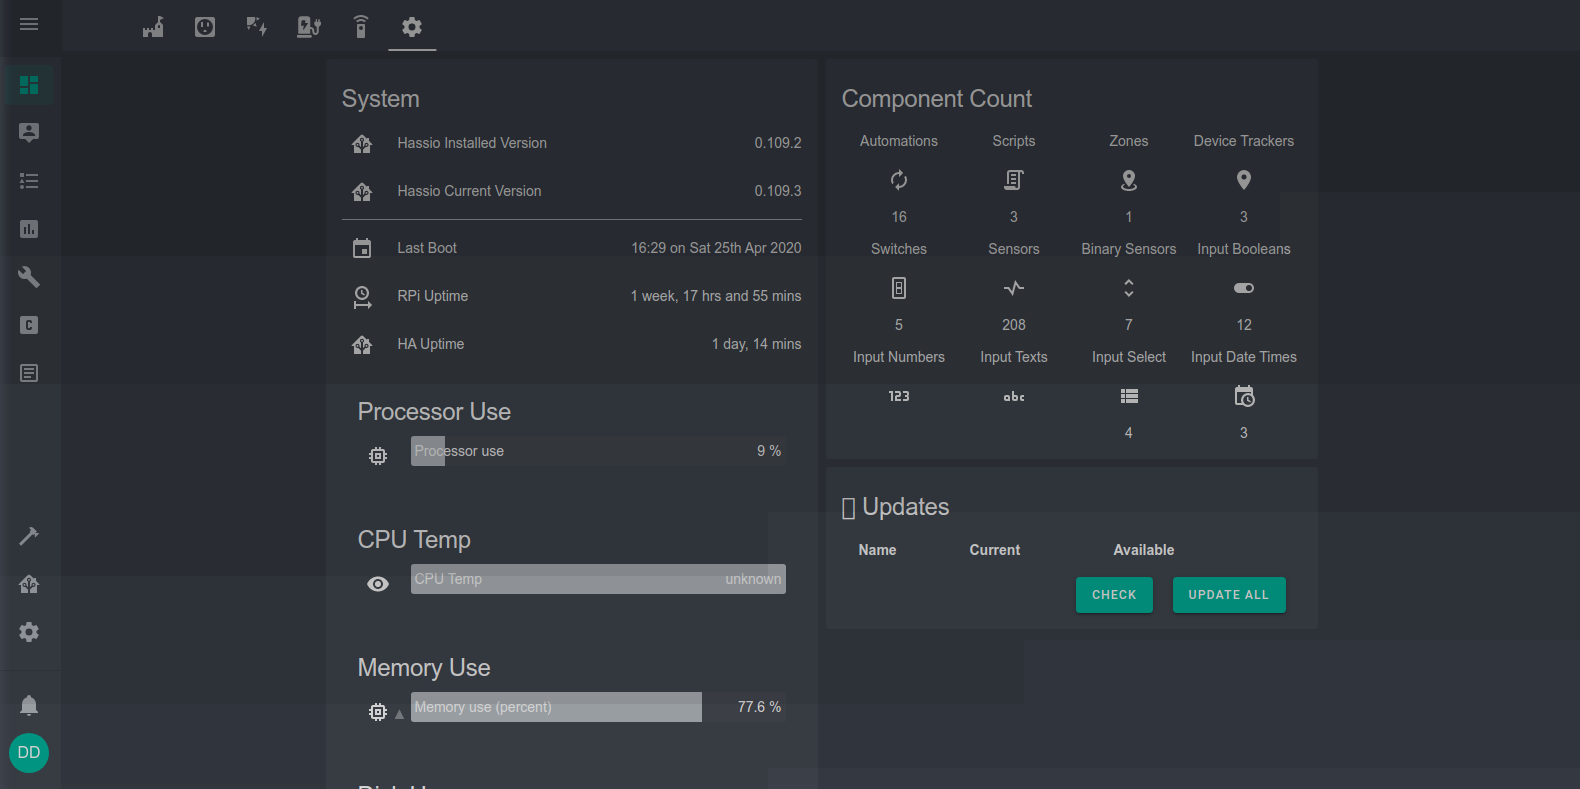 System
Hassio Installed Version 0.109.2
Hassio Current Version 0.109.3
Last Boot 16:29 on Sat 25th Apr 2020
RPi Uptime 1 week, 17 hrs and 55 mins
HA Uptime 1 day, 14 mins
Processor Use
Processor use 9 %
CPU Temp
CPU Temp unknown
Memory Use
Memory use (percent) 77.6 %
Component Count
Automations Scripts Zones Device Trackers
16 3 1 3
Switches Sensors Binary Sensors Input Booleans
5 208 7 12
Input Numbers Input Texts Input Select Input Date Times
123 abc
4 3
Updates
Name Current Available
CHECK UPDATE ALL
C
DD